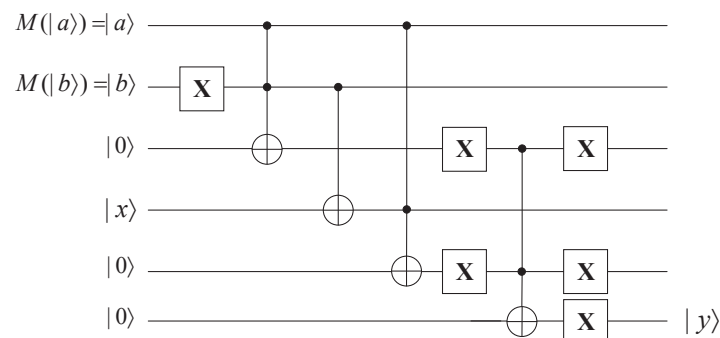 M(|a⟩)=|a⟩
M(|b⟩)=|b⟩ X
|0⟩ X X
|x⟩
|0⟩ X X
|0⟩ X |y⟩